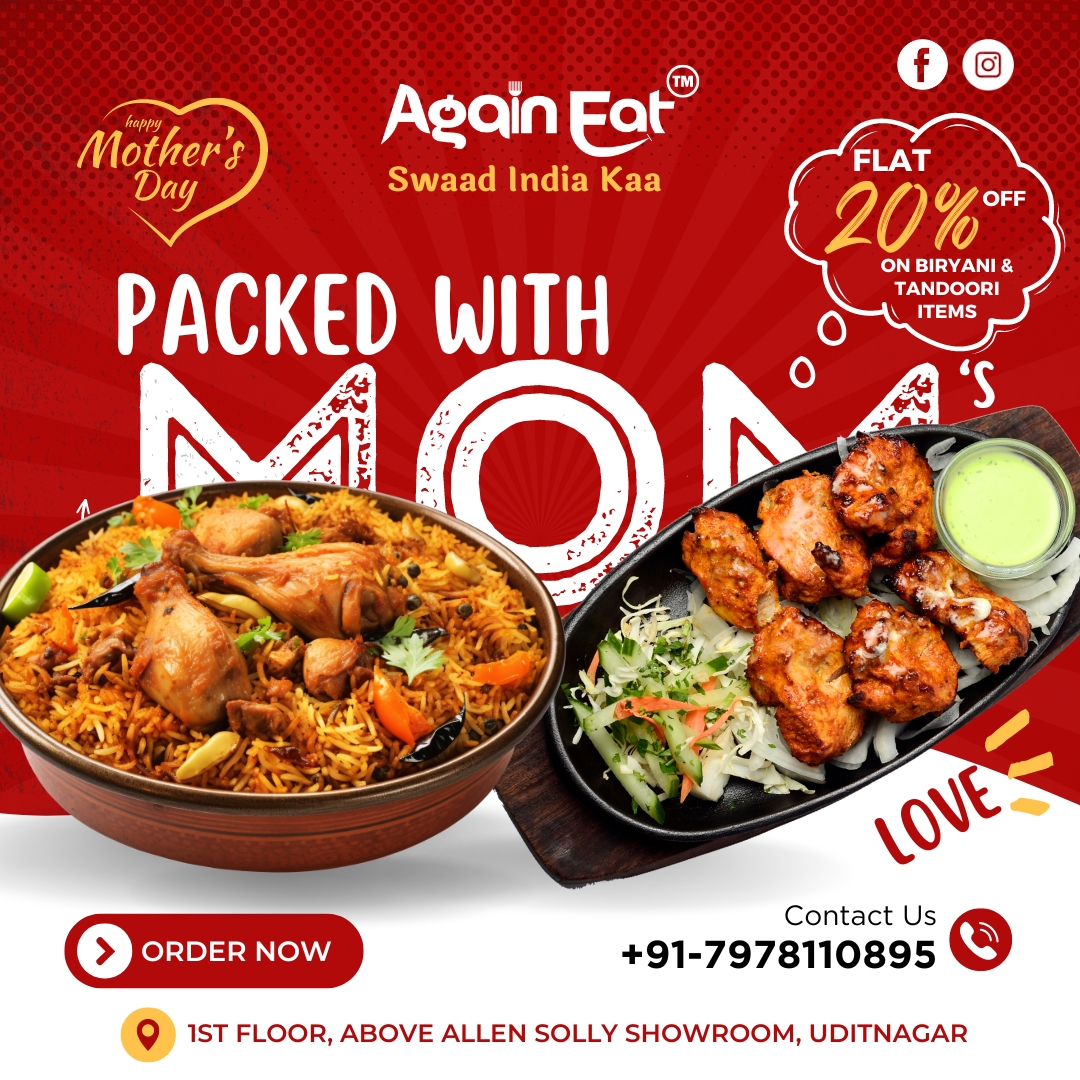 happy
Mother's
Day
Again Eat TM
Swaad India Kaa
FLAT
20% OFF
ON BIRYANI &
TANDOORI
ITEMS
PACKED WITH
MOM'S
LOVE
ORDER NOW
Contact Us
+91-7978110895
1ST FLOOR, ABOVE ALLEN SOLLY SHOWROOM, UDITNAGAR